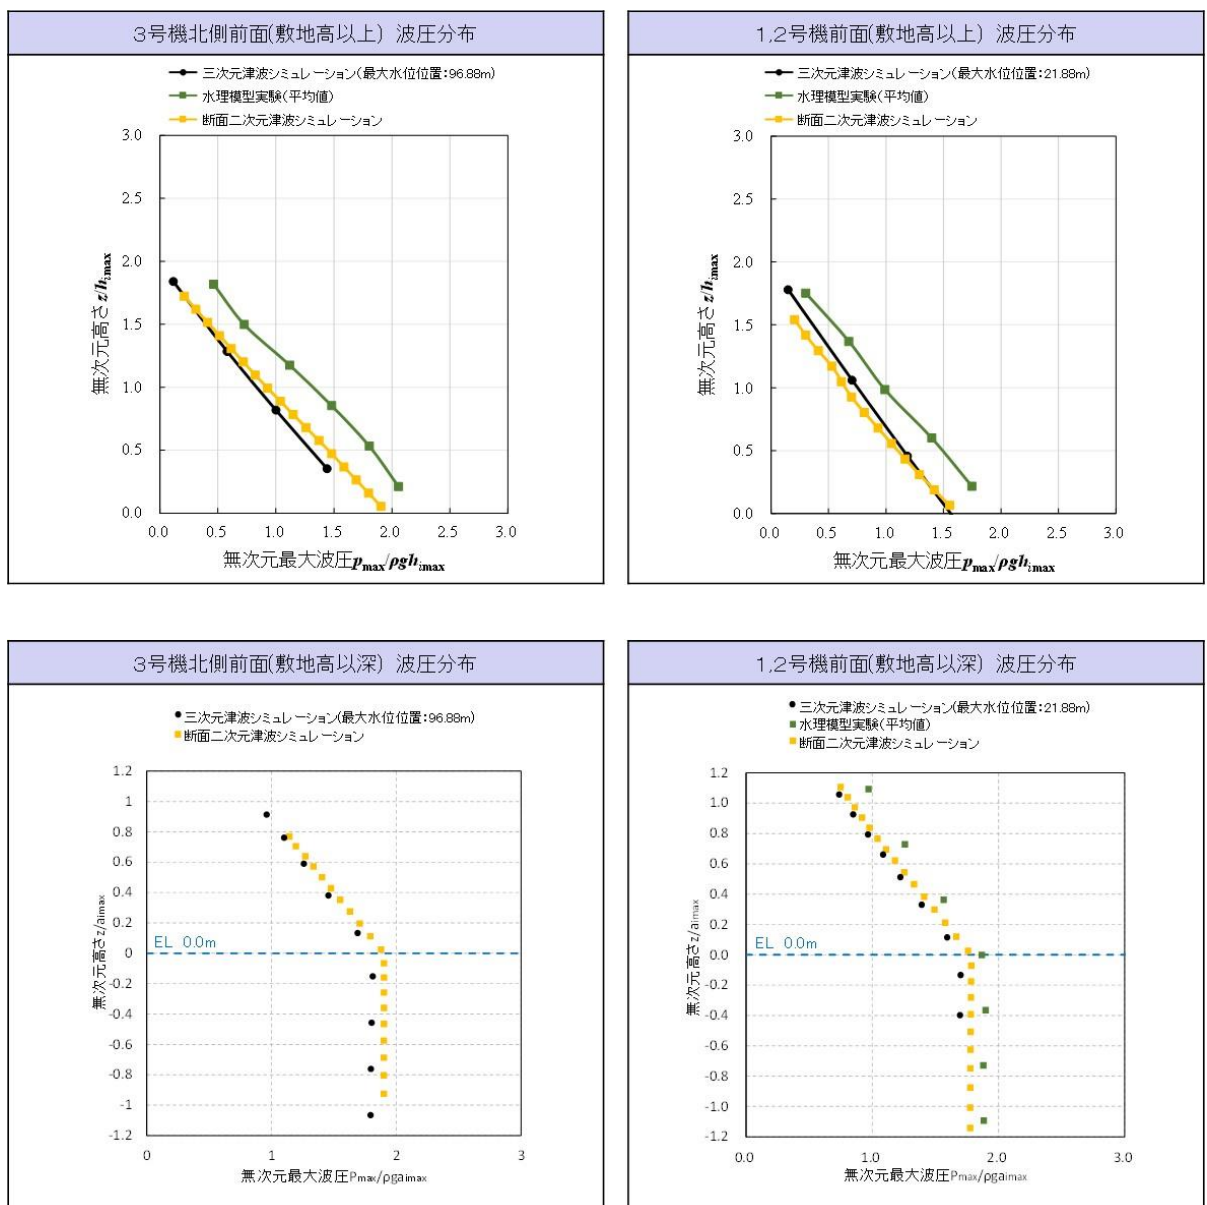 3号機北側前面(敷地高以上) 波圧分布
三次元津波シミュレーション(最大水位位置:96.88m)
水理模型実験(平均値)
断面二次元津波シミュレーション
3.0
2.5
2.0
1.5
1.0
0.5
0.0
無次元高さz/himax
0.0 0.5 1.0 1.5 2.0 2.5 3.0
無次元最大波圧pmax/ρghimax
1,2号機前面(敷地高以上) 波圧分布
三次元津波シミュレーション(最大水位位置:21.88m)
水理模型実験(平均値)
断面二次元津波シミュレーション
3.0
2.5
2.0
1.5
1.0
0.5
0.0
無次元高さz/himax
0.0 0.5 1.0 1.5 2.0 2.5 3.0
無次元最大波圧pmax/ρghimax
3号機北側前面(敷地高以深) 波圧分布
三次元津波シミュレーション(最大水位位置:96.88m)
断面二次元津波シミュレーション
1.2
1
0.8
0.6
0.4
0.2
0
-0.2
-0.4
-0.6
-0.8
-1
-1.2
無次元高さz/aimax
EL 0.0m
0 1 2 3
無次元最大波圧Pmax/ρgaimax
1,2号機前面(敷地高以深) 波圧分布
三次元津波シミュレーション(最大水位位置:21.88m)
水理模型実験(平均値)
断面二次元津波シミュレーション
1.2
1.0
0.8
0.6
0.4
0.2
0.0
-0.2
-0.4
-0.6
-0.8
-1.0
-1.2
無次元高さz/aimax
EL 0.0m
0.0 1.0 2.0 3.0
無次元最大波圧Pmax/ρgaimax